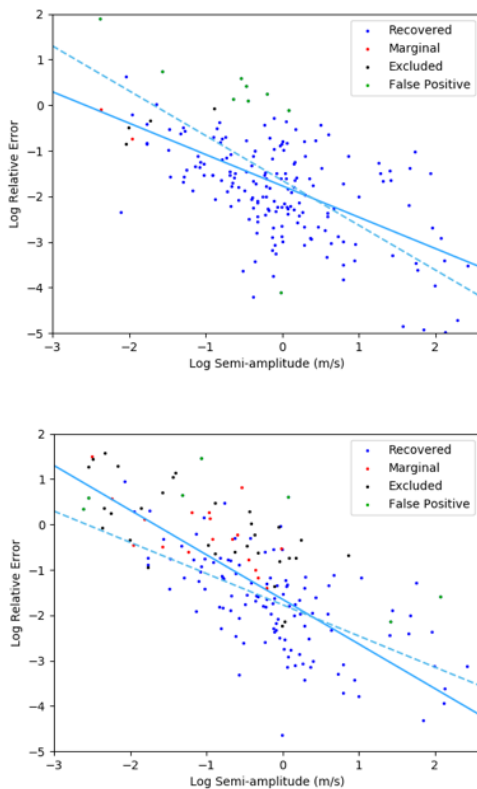 2
1
0
-1
-2
-3
-4
-5
Log Relative Error
Recovered
Marginal
Excluded
False Positive
-3 -2 -1 0 1 2
Log Semi-amplitude (m/s)
2
1
0
-1
-2
-3
-4
-5
Log Relative Error
Recovered
Marginal
Excluded
False Positive
-3 -2 -1 0 1 2
Log Semi-amplitude (m/s)